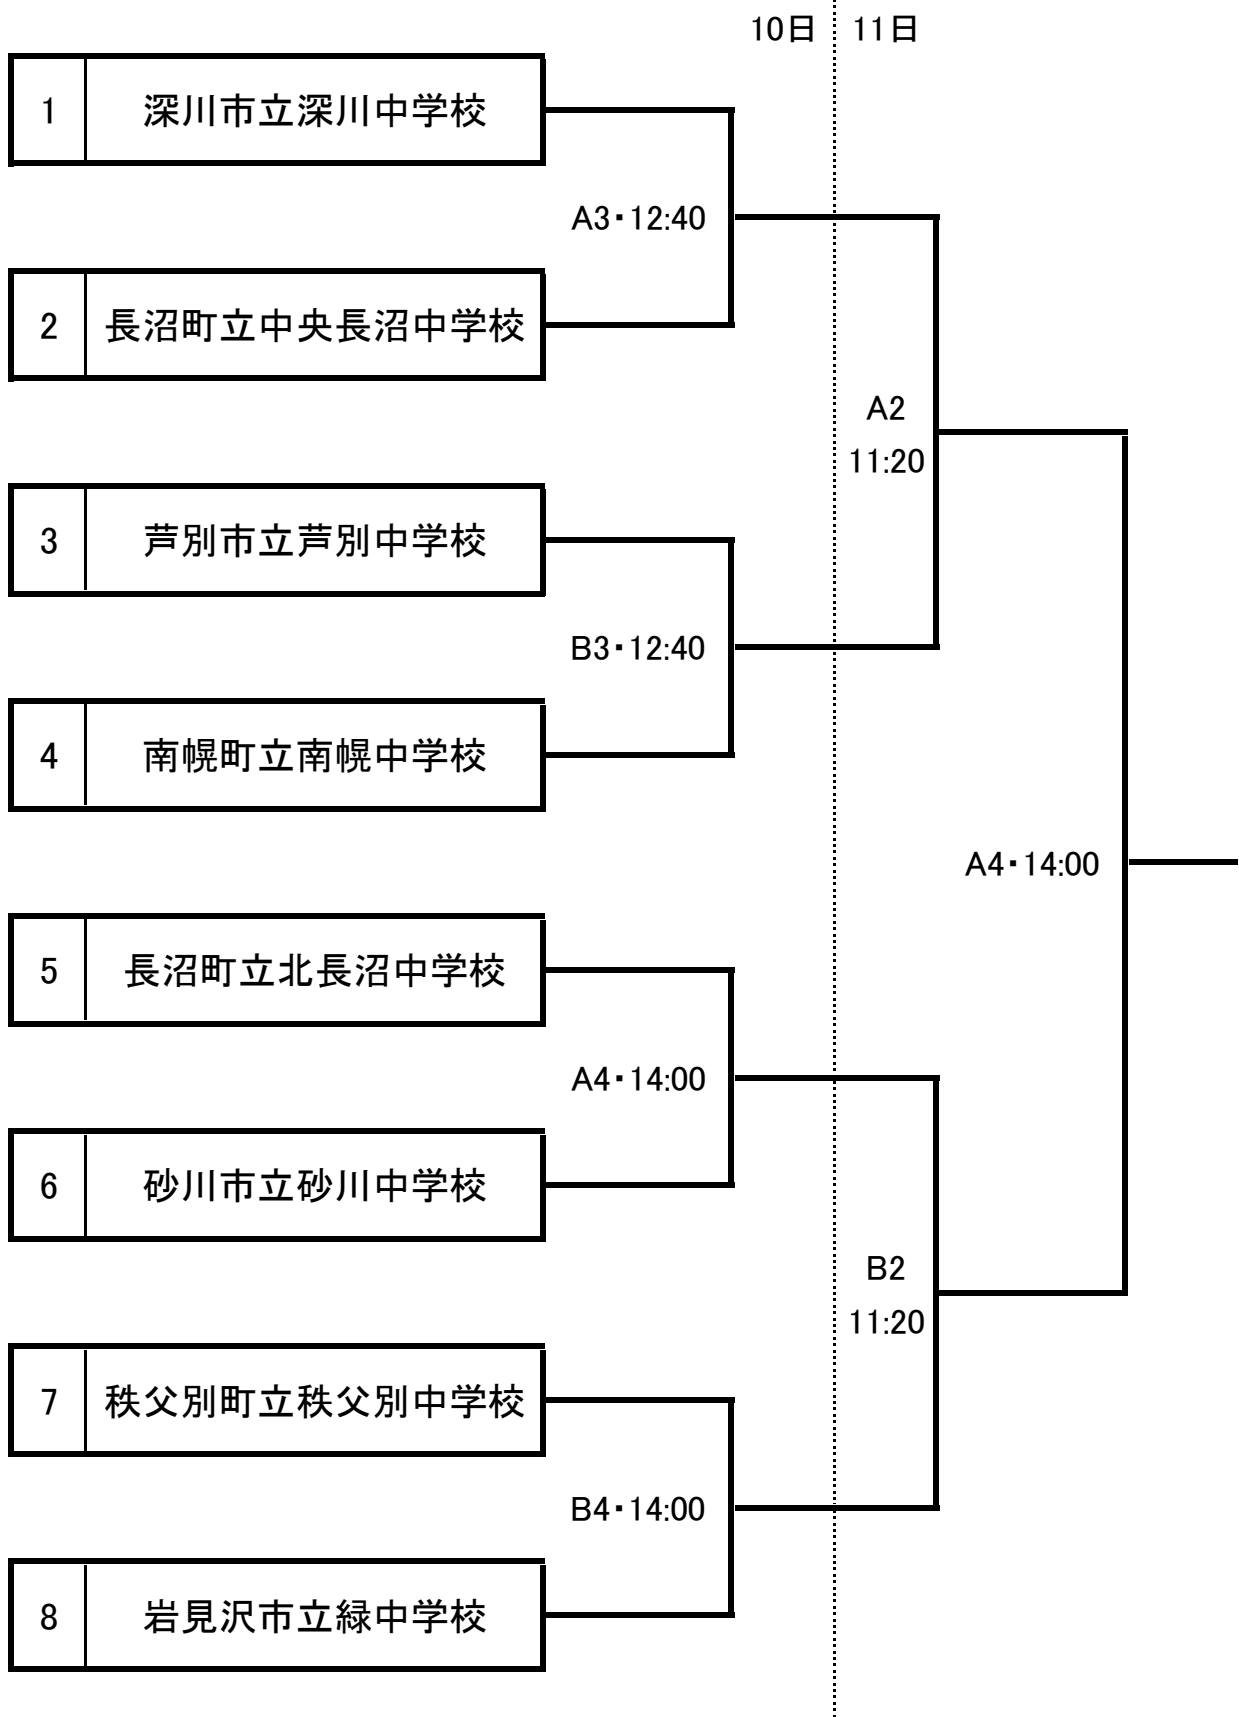 10日 11日
1 深川市立深川中学校
A3・12:40
2 長沼町立中央長沼中学校
A2
11:20
3 芦別市立芦別中学校
B3・12:40
4 南幌町立南幌中学校
A4・14:00
5 長沼町立北長沼中学校
A4・14:00
6 砂川市立砂川中学校
B2
11:20
7 秩父別町立秩父別中学校
B4・14:00
8 岩見沢市立緑中学校